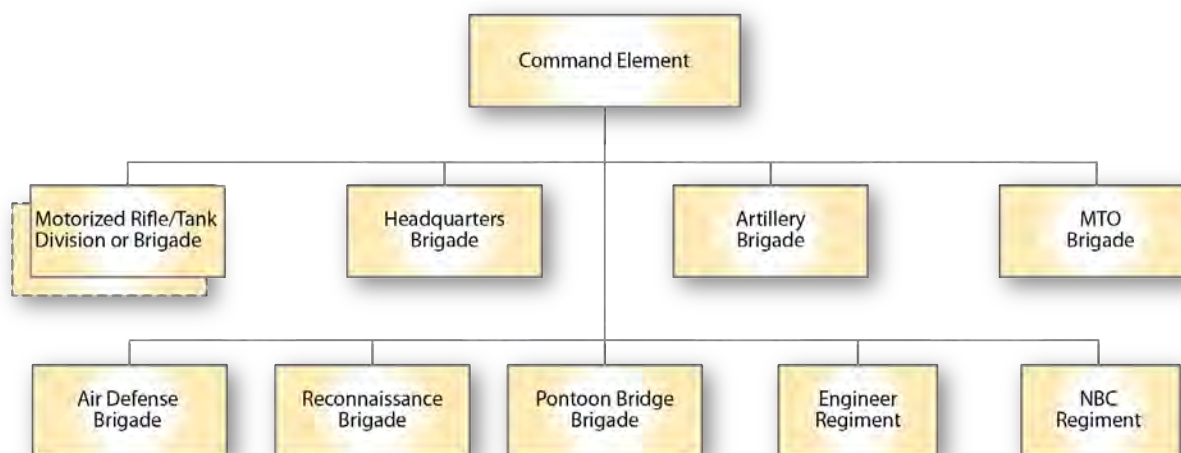 Command Element
Motorized Rifle/Tank
Division or Brigade
Headquarters
Brigade
Artillery
Brigade
MTO
Brigade
Air Defense
Brigade
Reconnaissance
Brigade
Pontoon Bridge
Brigade
Engineer
Regiment
NBC
Regiment